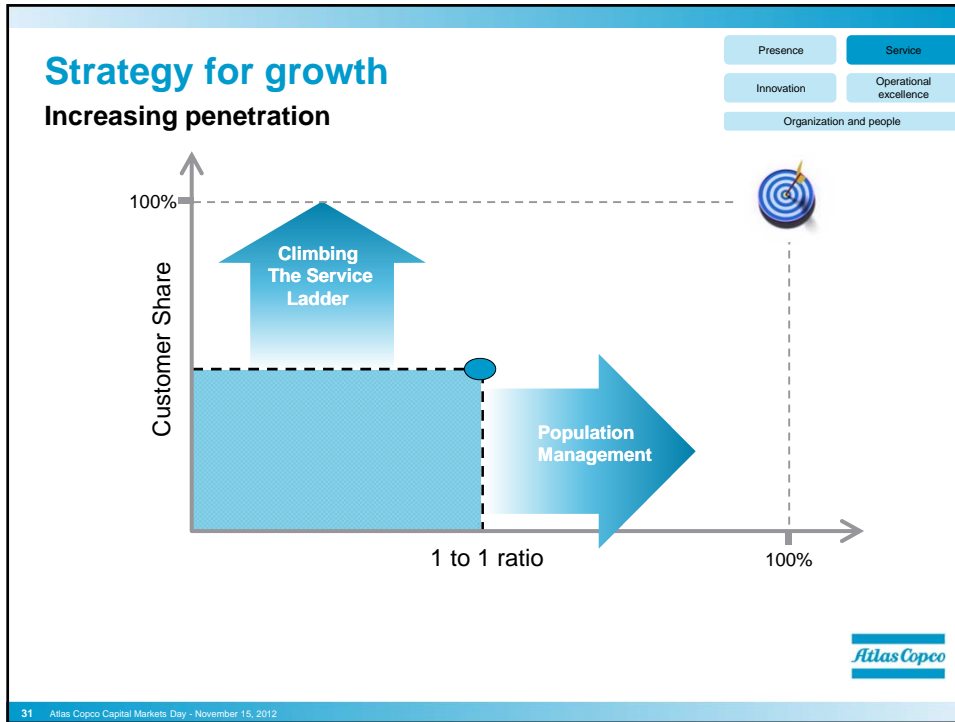 Strategy for growth
Increasing penetration
Presence
Service
Innovation
Operational
excellence
Organization and people
100%
Climbing
The Service
Ladder
Customer Share
Population
Management
1 to 1 ratio
100%
Atlas Copco
31 Atlas Copco Capital Markets Day - November 15, 2012